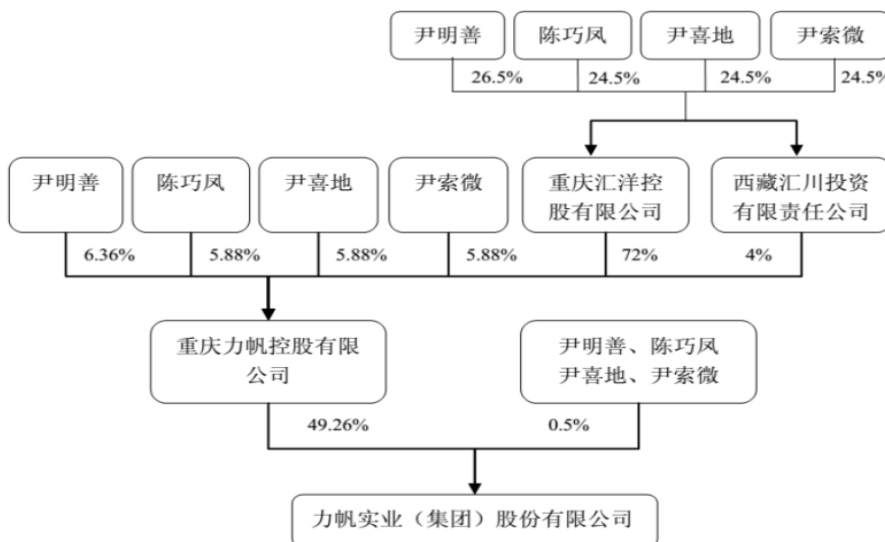 尹明善
陈巧凤
尹喜地
尹索微
26.5%
24.5%
24.5%
24.5%
尹明善
陈巧凤
尹喜地
尹索微
重庆汇洋控
股有限公司
西藏汇川投资
有限责任公司
6.36%
5.88%
5.88%
5.88%
72%
4%
重庆力帆控股有限
公司
尹明善、陈巧凤
尹喜地、尹索微
49.26%
0.5%
力帆实业（集团）股份有限公司